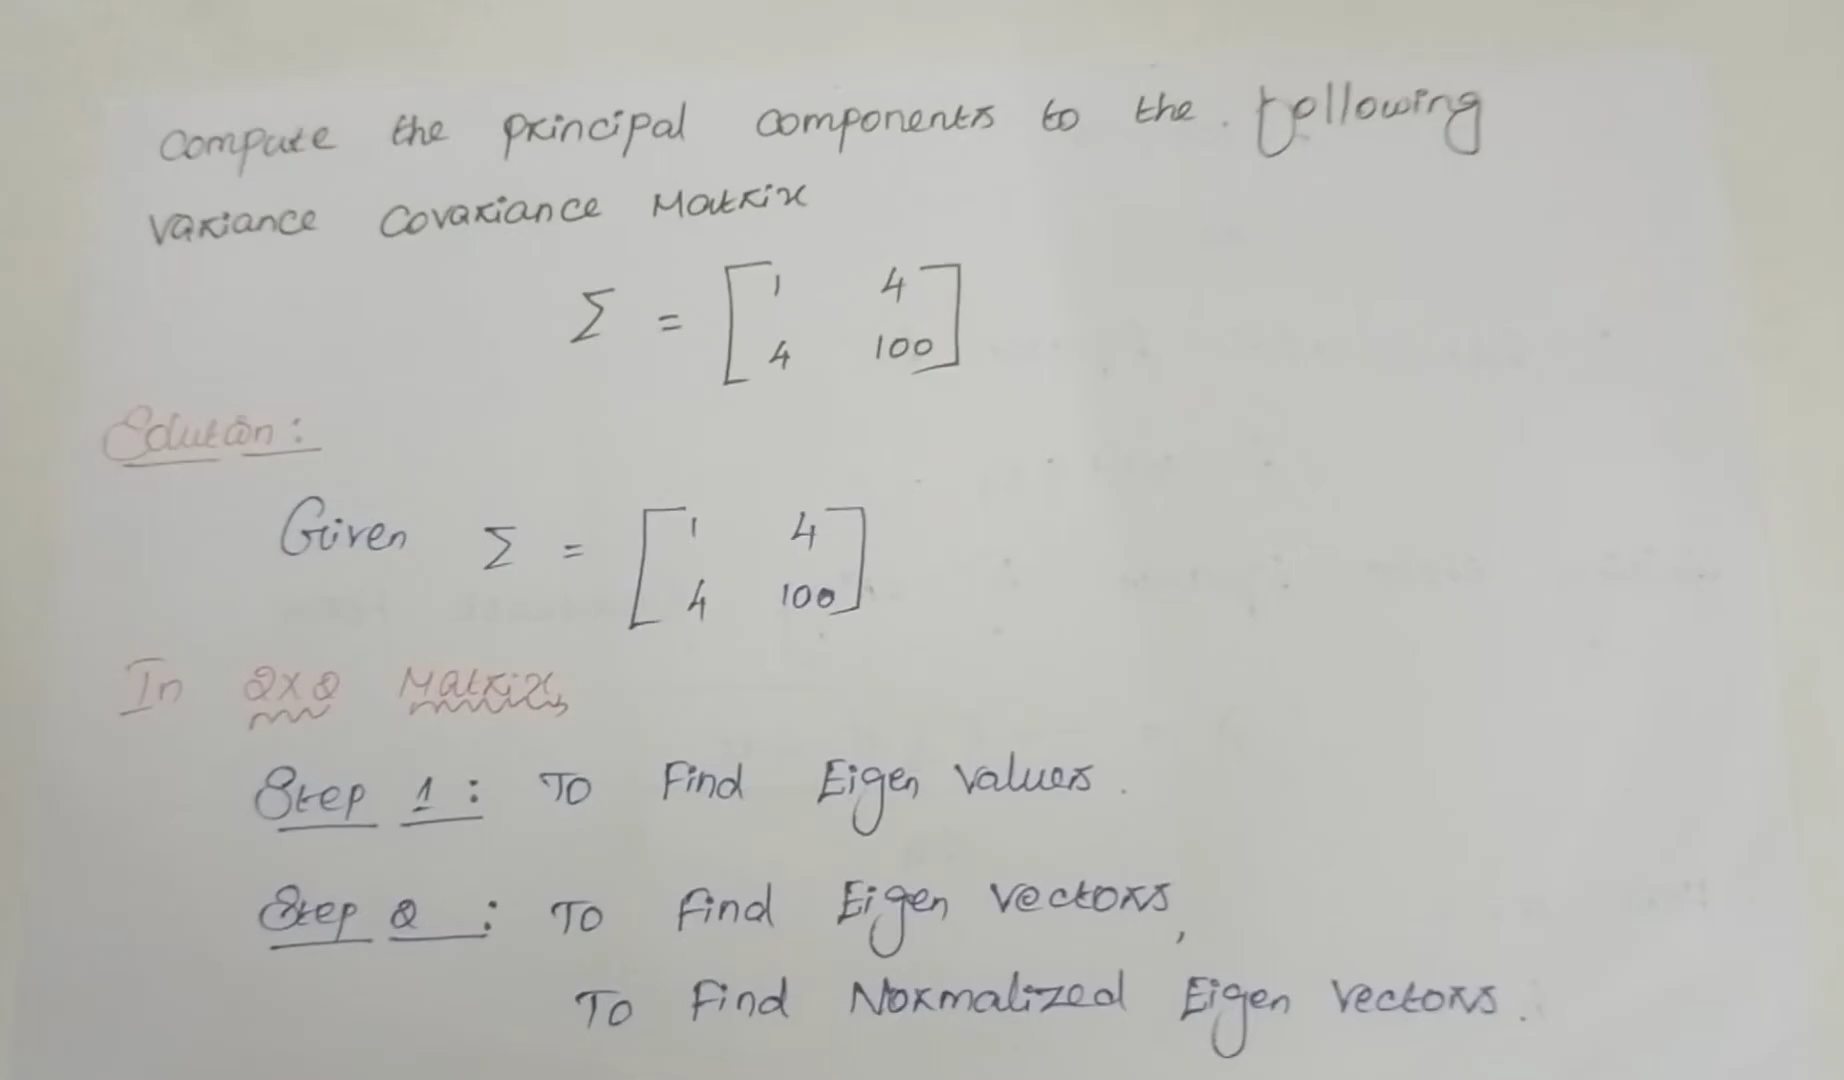 Compute the principal components to the following
Variance Covariance Matrix
Σ = [ 1 4
4 100 ]
Solution:
Given Σ = [ 1 4
4 100 ]
In 2x2 Matrix,
Step 1 : To Find Eigen values.
Step 2 : To Find Eigen Vectors,
To Find Normalized Eigen Vectors.